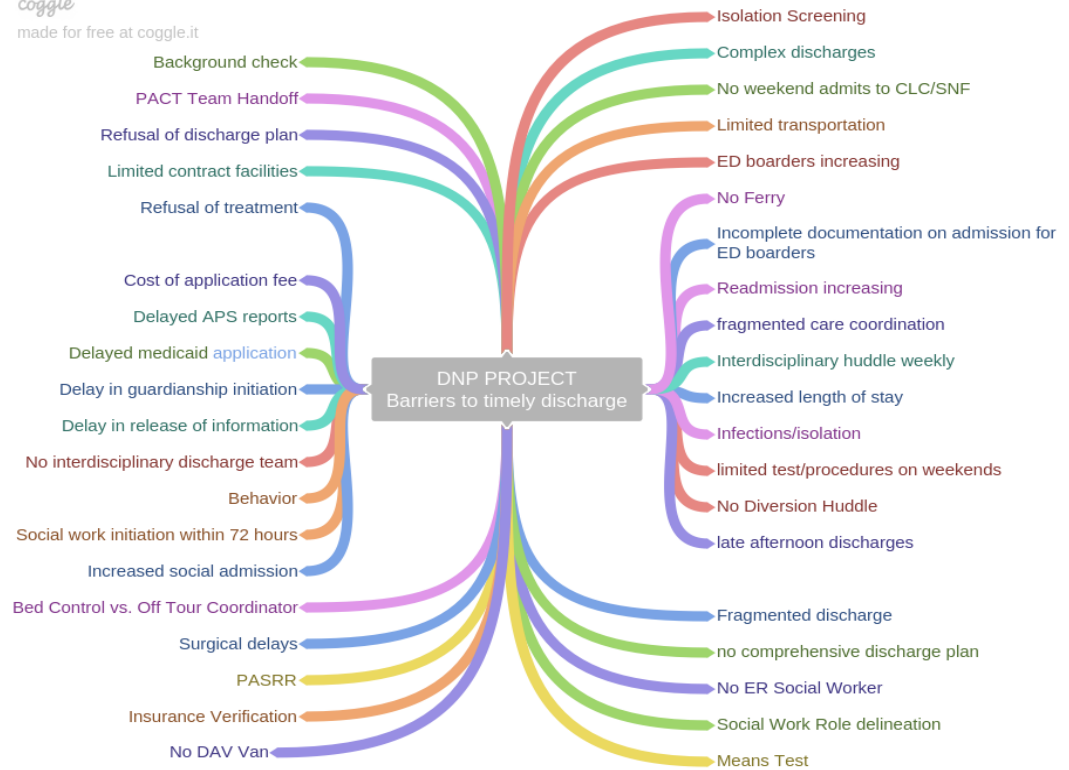 coggle
made for free at coggle.it
Background check
PACT Team Handoff
Refusal of discharge plan
Limited contract facilities
Refusal of treatment
Cost of application fee
Delayed APS reports
Delayed medicaid application
Delay in guardianship initiation
Delay in release of information
No interdisciplinary discharge team
Behavior
Social work initiation within 72 hours
Increased social admission
Bed Control vs. Off Tour Coordinator
Surgical delays
PASRR
Insurance Verification
No DAV Van
DNP PROJECT
Barriers to timely discharge
Isolation Screening
Complex discharges
No weekend admits to CLC/SNF
Limited transportation
ED boarders increasing
No Ferry
Incomplete documentation on admission for
ED boarders
Readmission increasing
fragmented care coordination
Interdisciplinary huddle weekly
Increased length of stay
Infections/isolation
limited test/procedures on weekends
No Diversion Huddle
late afternoon discharges
Fragmented discharge
no comprehensive discharge plan
No ER Social Worker
Social Work Role delineation
Means Test